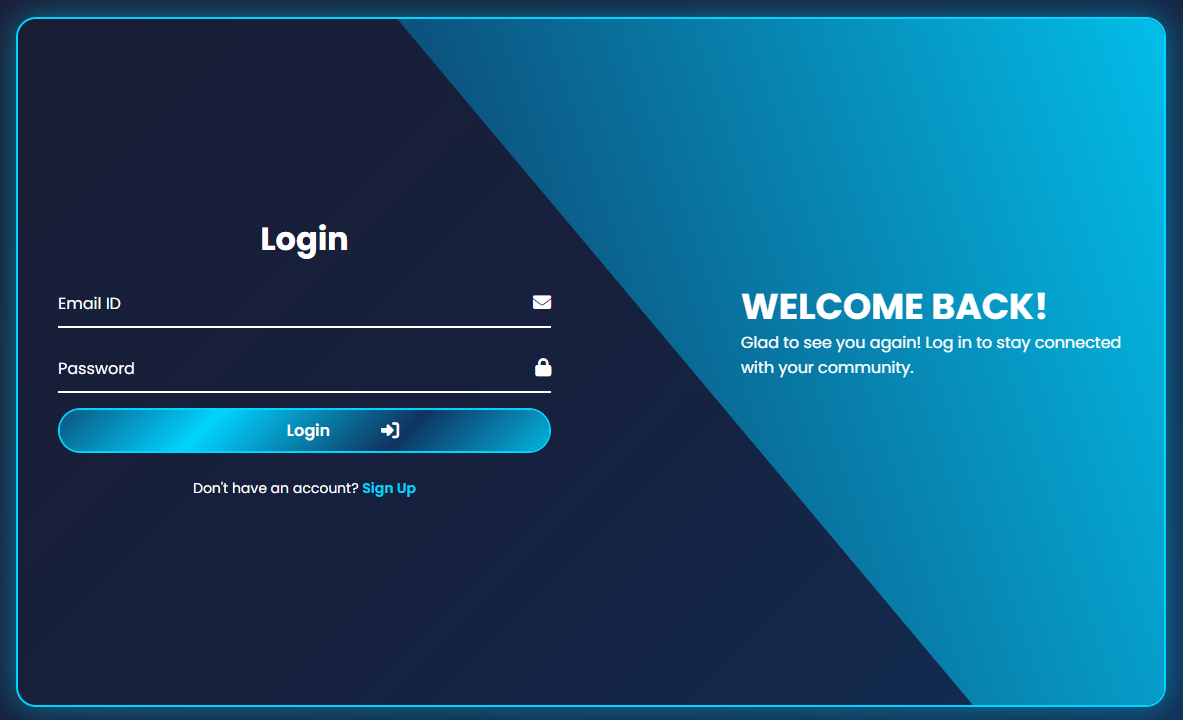 Login
Email ID
Password
Login
Don't have an account? Sign Up
WELCOME BACK!
Glad to see you again! Log in to stay connected
with your community.